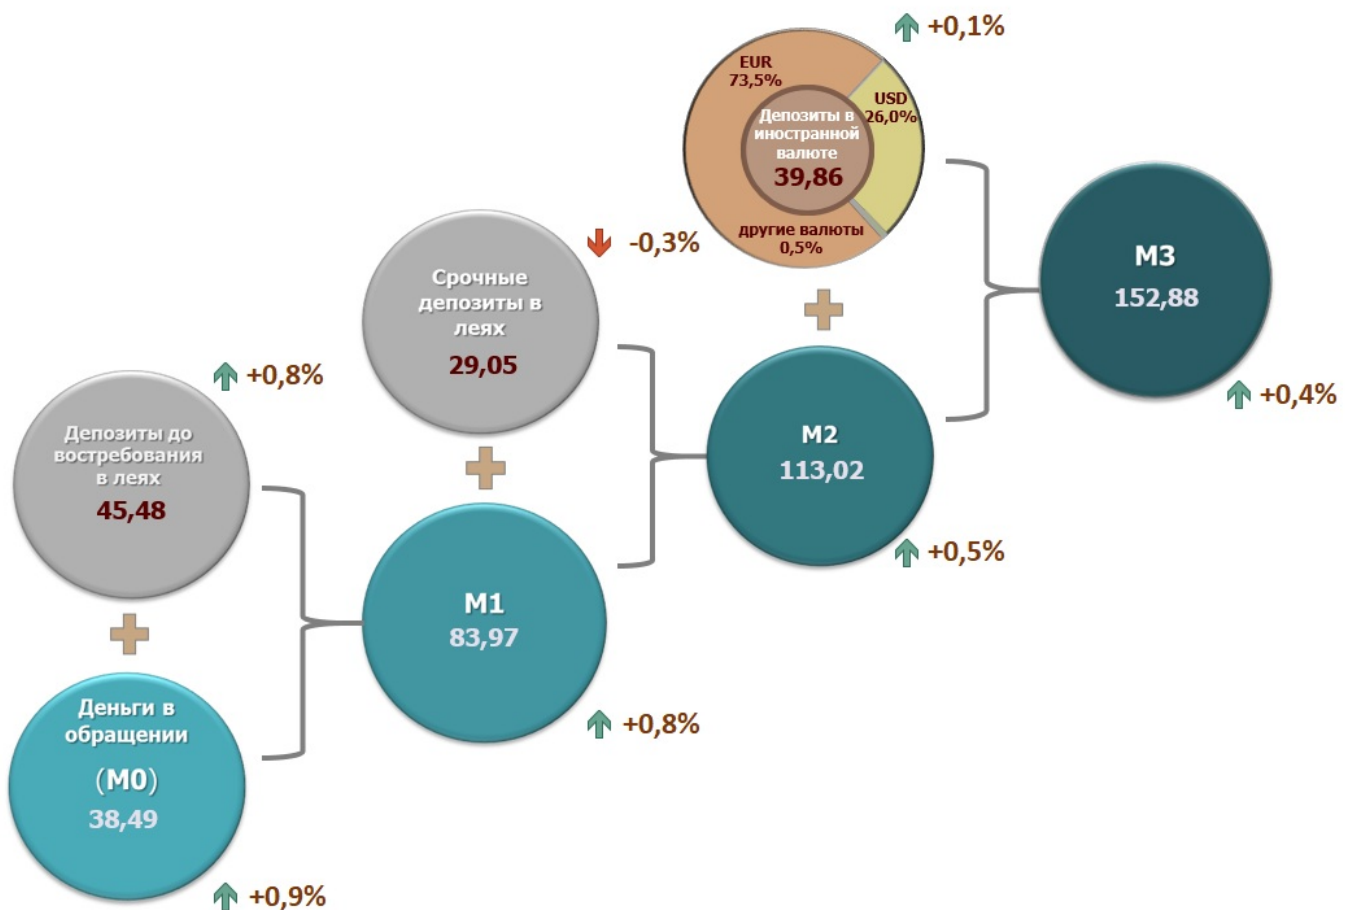 +0,1%
EUR
73,5%
USD
26,0%
Депозиты в
иностранной
валюте
39,86
другие валюты
0,5%
-0,3%
Срочные
депозиты в
леях
29,05
M3
152,88
+0,4%
+0,8%
Депозиты до
востребования
в леях
45,48
M2
113,02
+0,5%
M1
83,97
+0,8%
Деньги в
обращении
(M0)
38,49
+0,9%